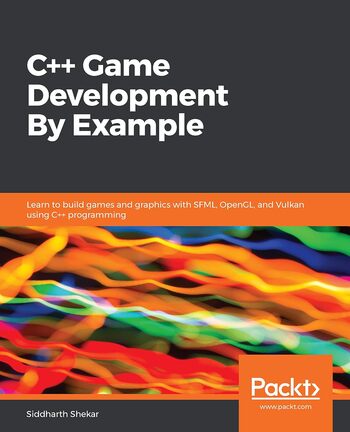 C++ Game
Development
By Example
Learn to build games and graphics with SFML, OpenGL, and Vulkan
using C++ programming
Packt>
www.packt.com
Siddharth Shekar